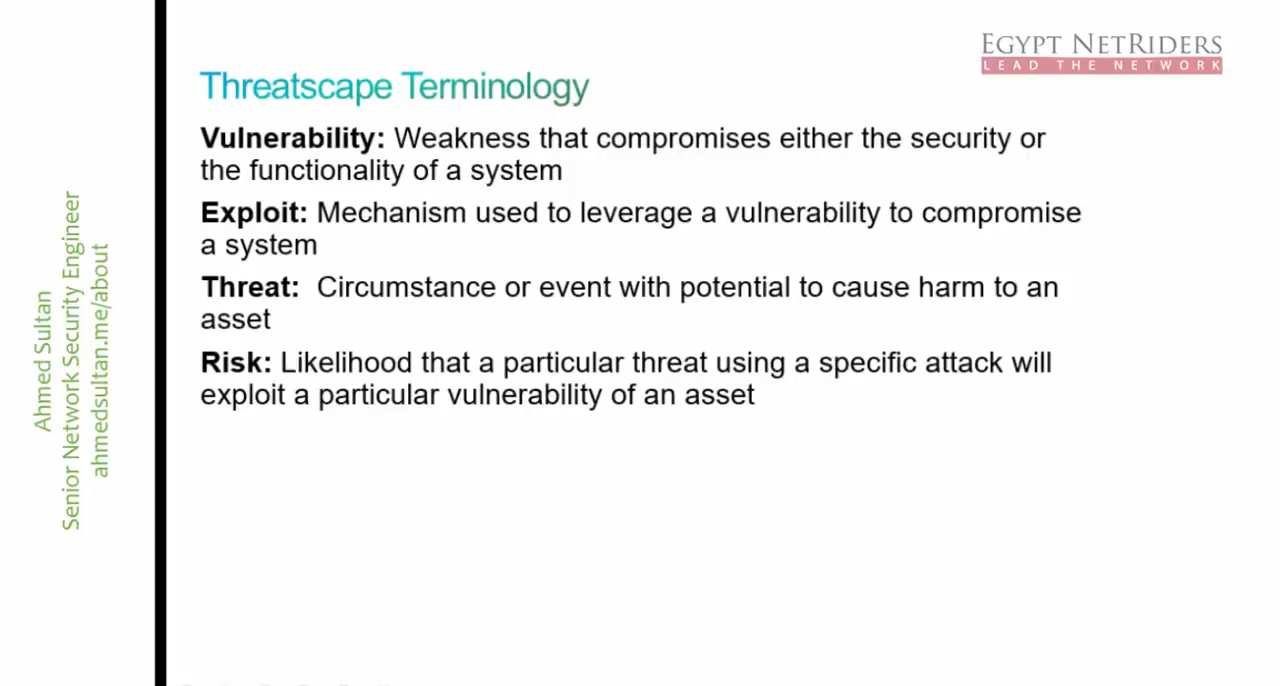 EGYPT NETRIDERS
LEAD THE NETWORK
Threatscape Terminology
Vulnerability: Weakness that compromises either the security or
the functionality of a system
Exploit: Mechanism used to leverage a vulnerability to compromise
a system
Threat: Circumstance or event with potential to cause harm to an
asset
Risk: Likelihood that a particular threat using a specific attack will
exploit a particular vulnerability of an asset
Ahmed Sultan
Senior Network Security Engineer
ahmedsultan.me/about